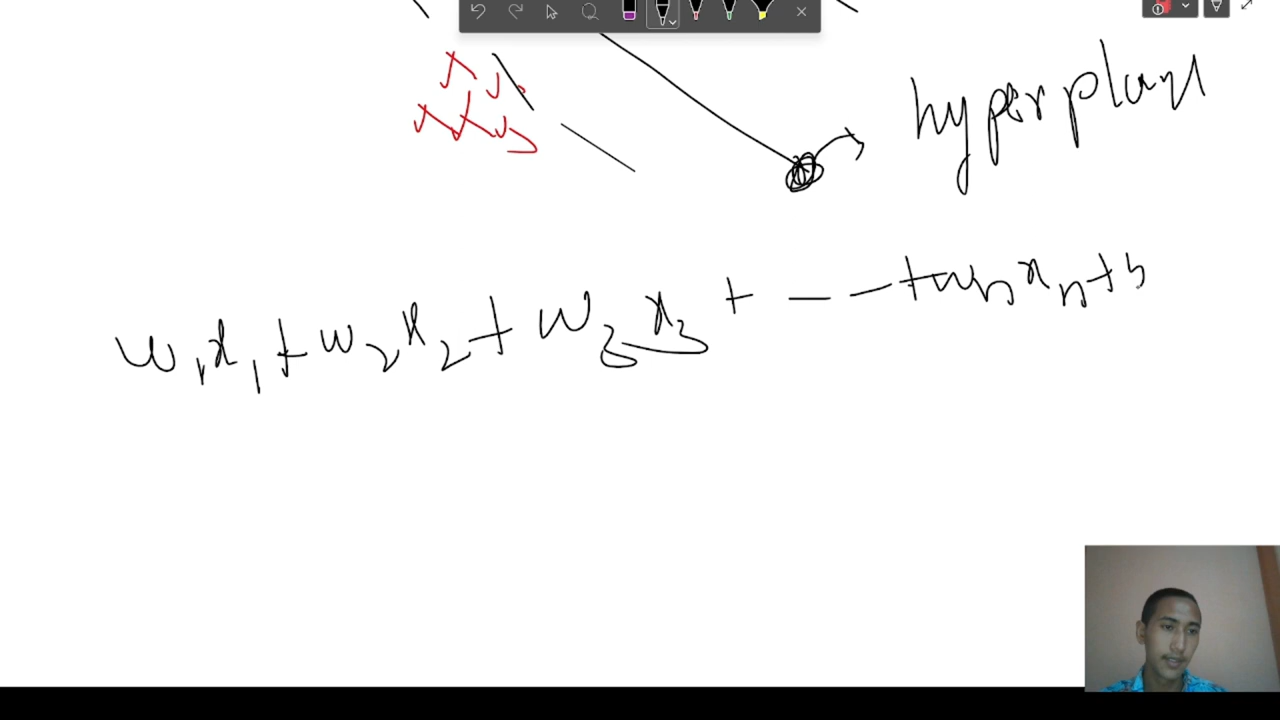 hyperplane
w₁x₁+w₂x₂+w₃x₃+---+wₙxₙ+b